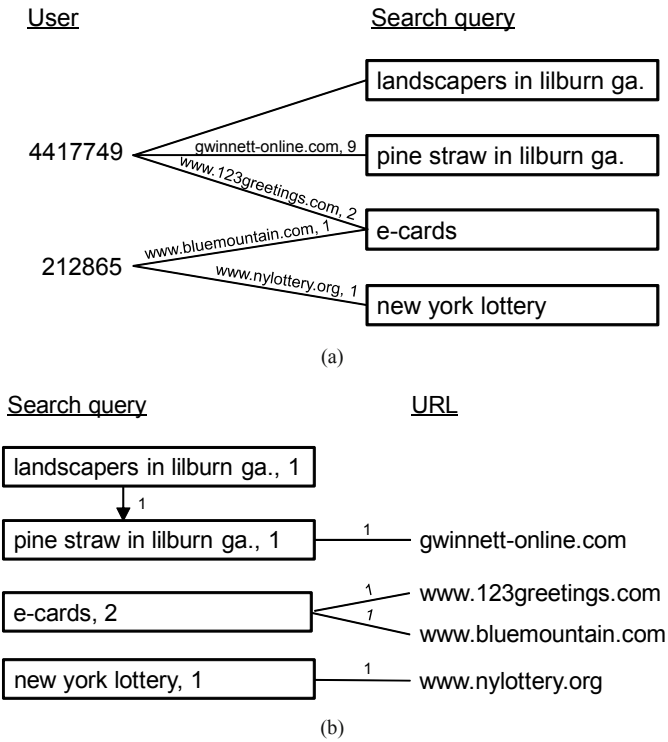 User Search query
landscapers in lilburn ga.
4417749 gwinnett-online.com, 9 pine straw in lilburn ga.
www.123greetings.com, 2
www.bluemountain.com, 1 e-cards
212865
www.nylottery.org, 1 new york lottery
(a)
Search query URL
landscapers in lilburn ga., 1
1
pine straw in lilburn ga., 1 1 gwinnett-online.com
1 www.123greetings.com
e-cards, 2
1 www.bluemountain.com
new york lottery, 1 1 www.nylottery.org
(b)